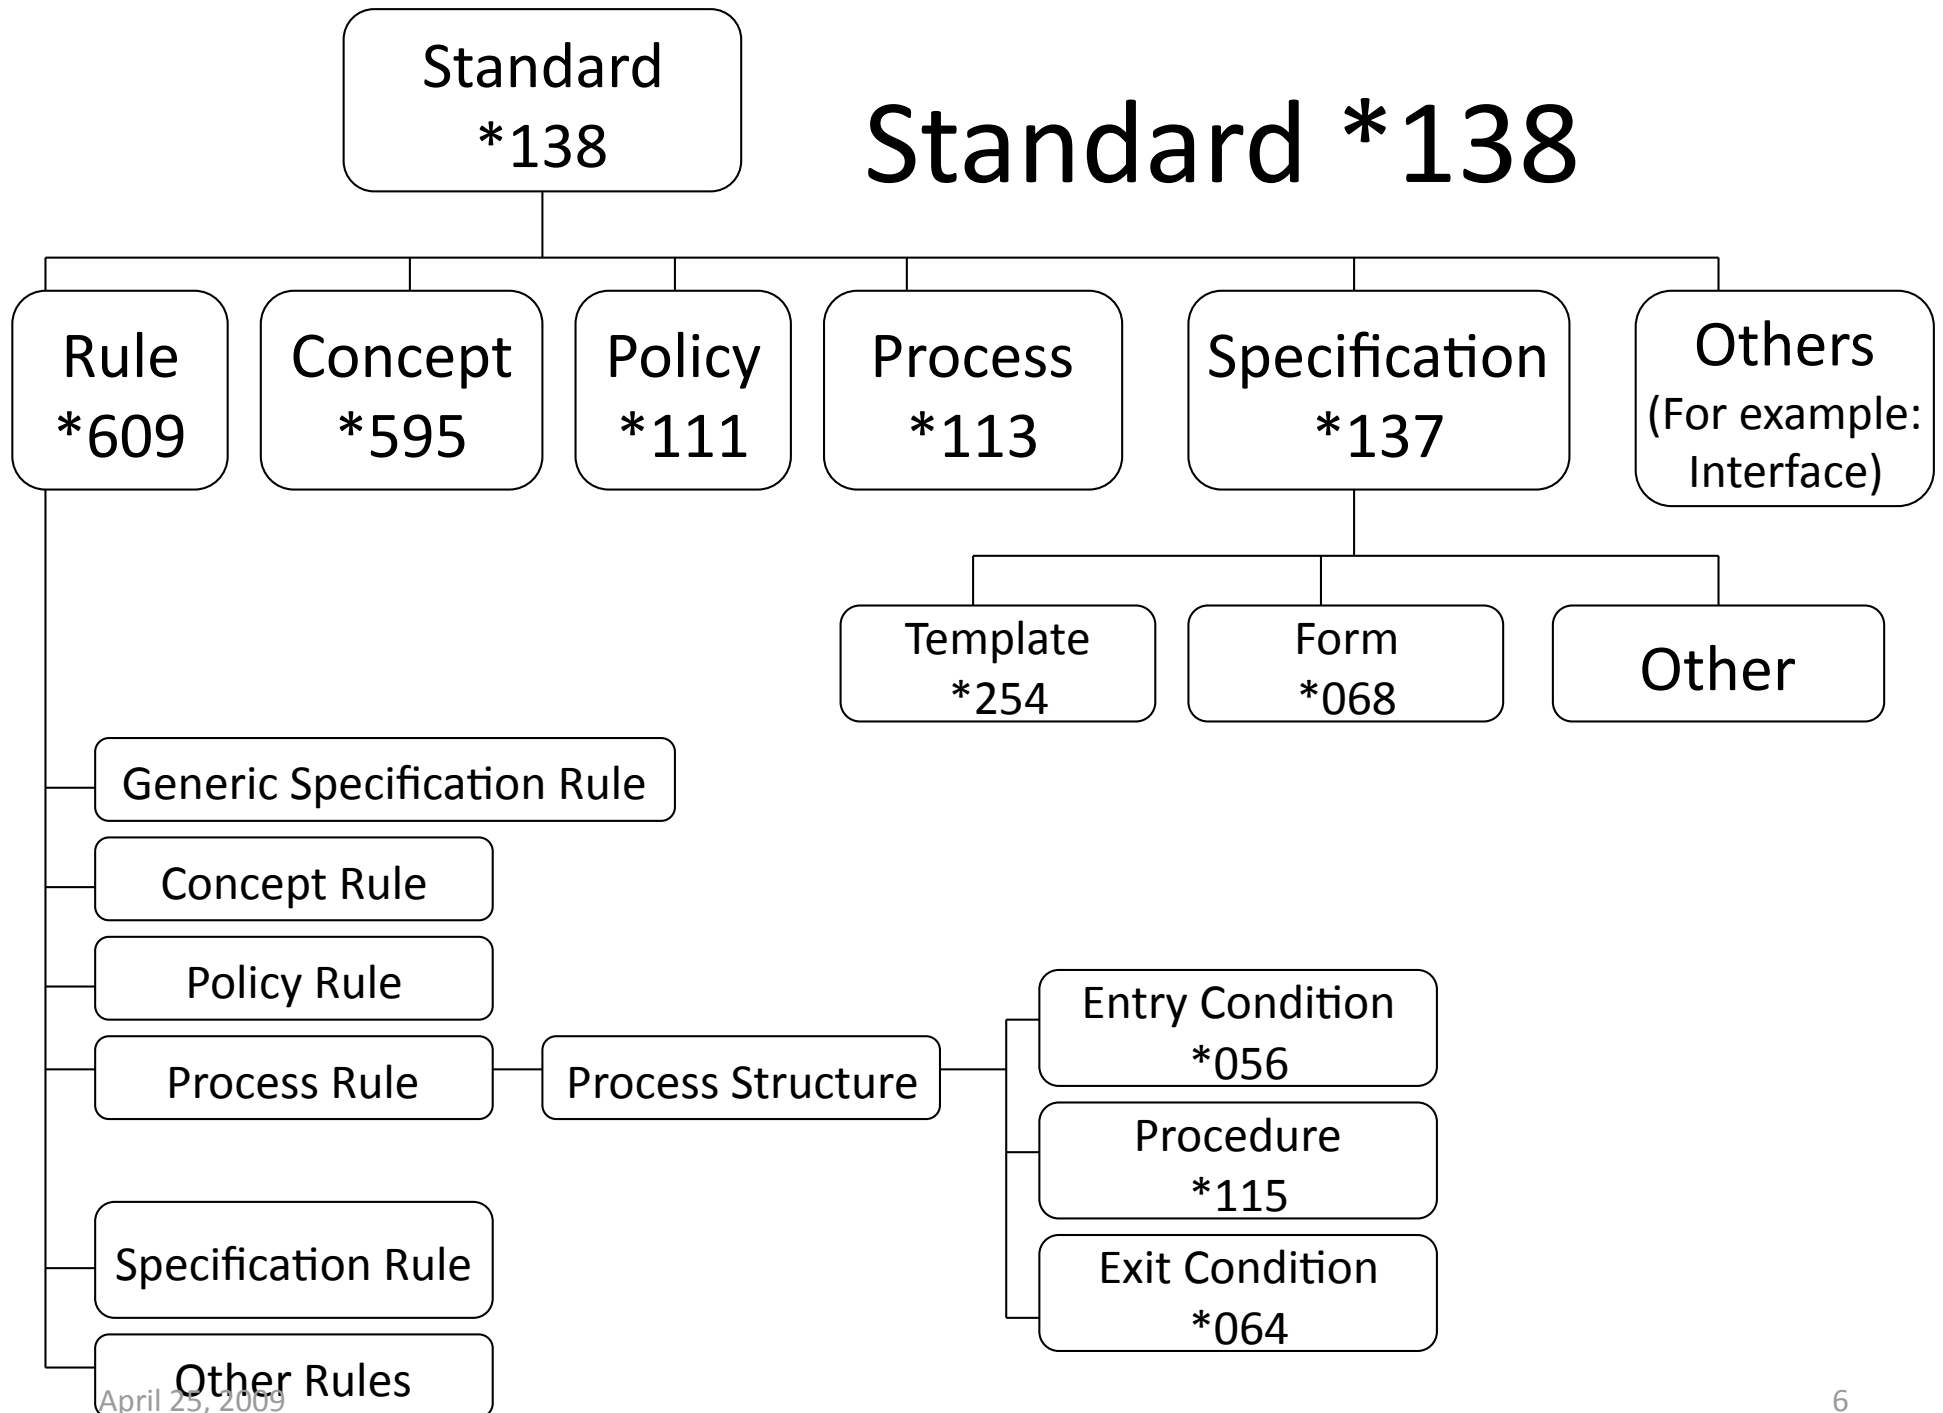 Standard
*138
Standard *138
Rule
*609
Concept
*595
Policy
*111
Process
*113
Specification
*137
Others
(For example:
Interface)
Template
*254
Form
*068
Other
Generic Specification Rule
Concept Rule
Policy Rule
Process Rule
Process Structure
Entry Condition
*056
Procedure
*115
Exit Condition
*064
Specification Rule
Other Rules
April 25, 2009
6